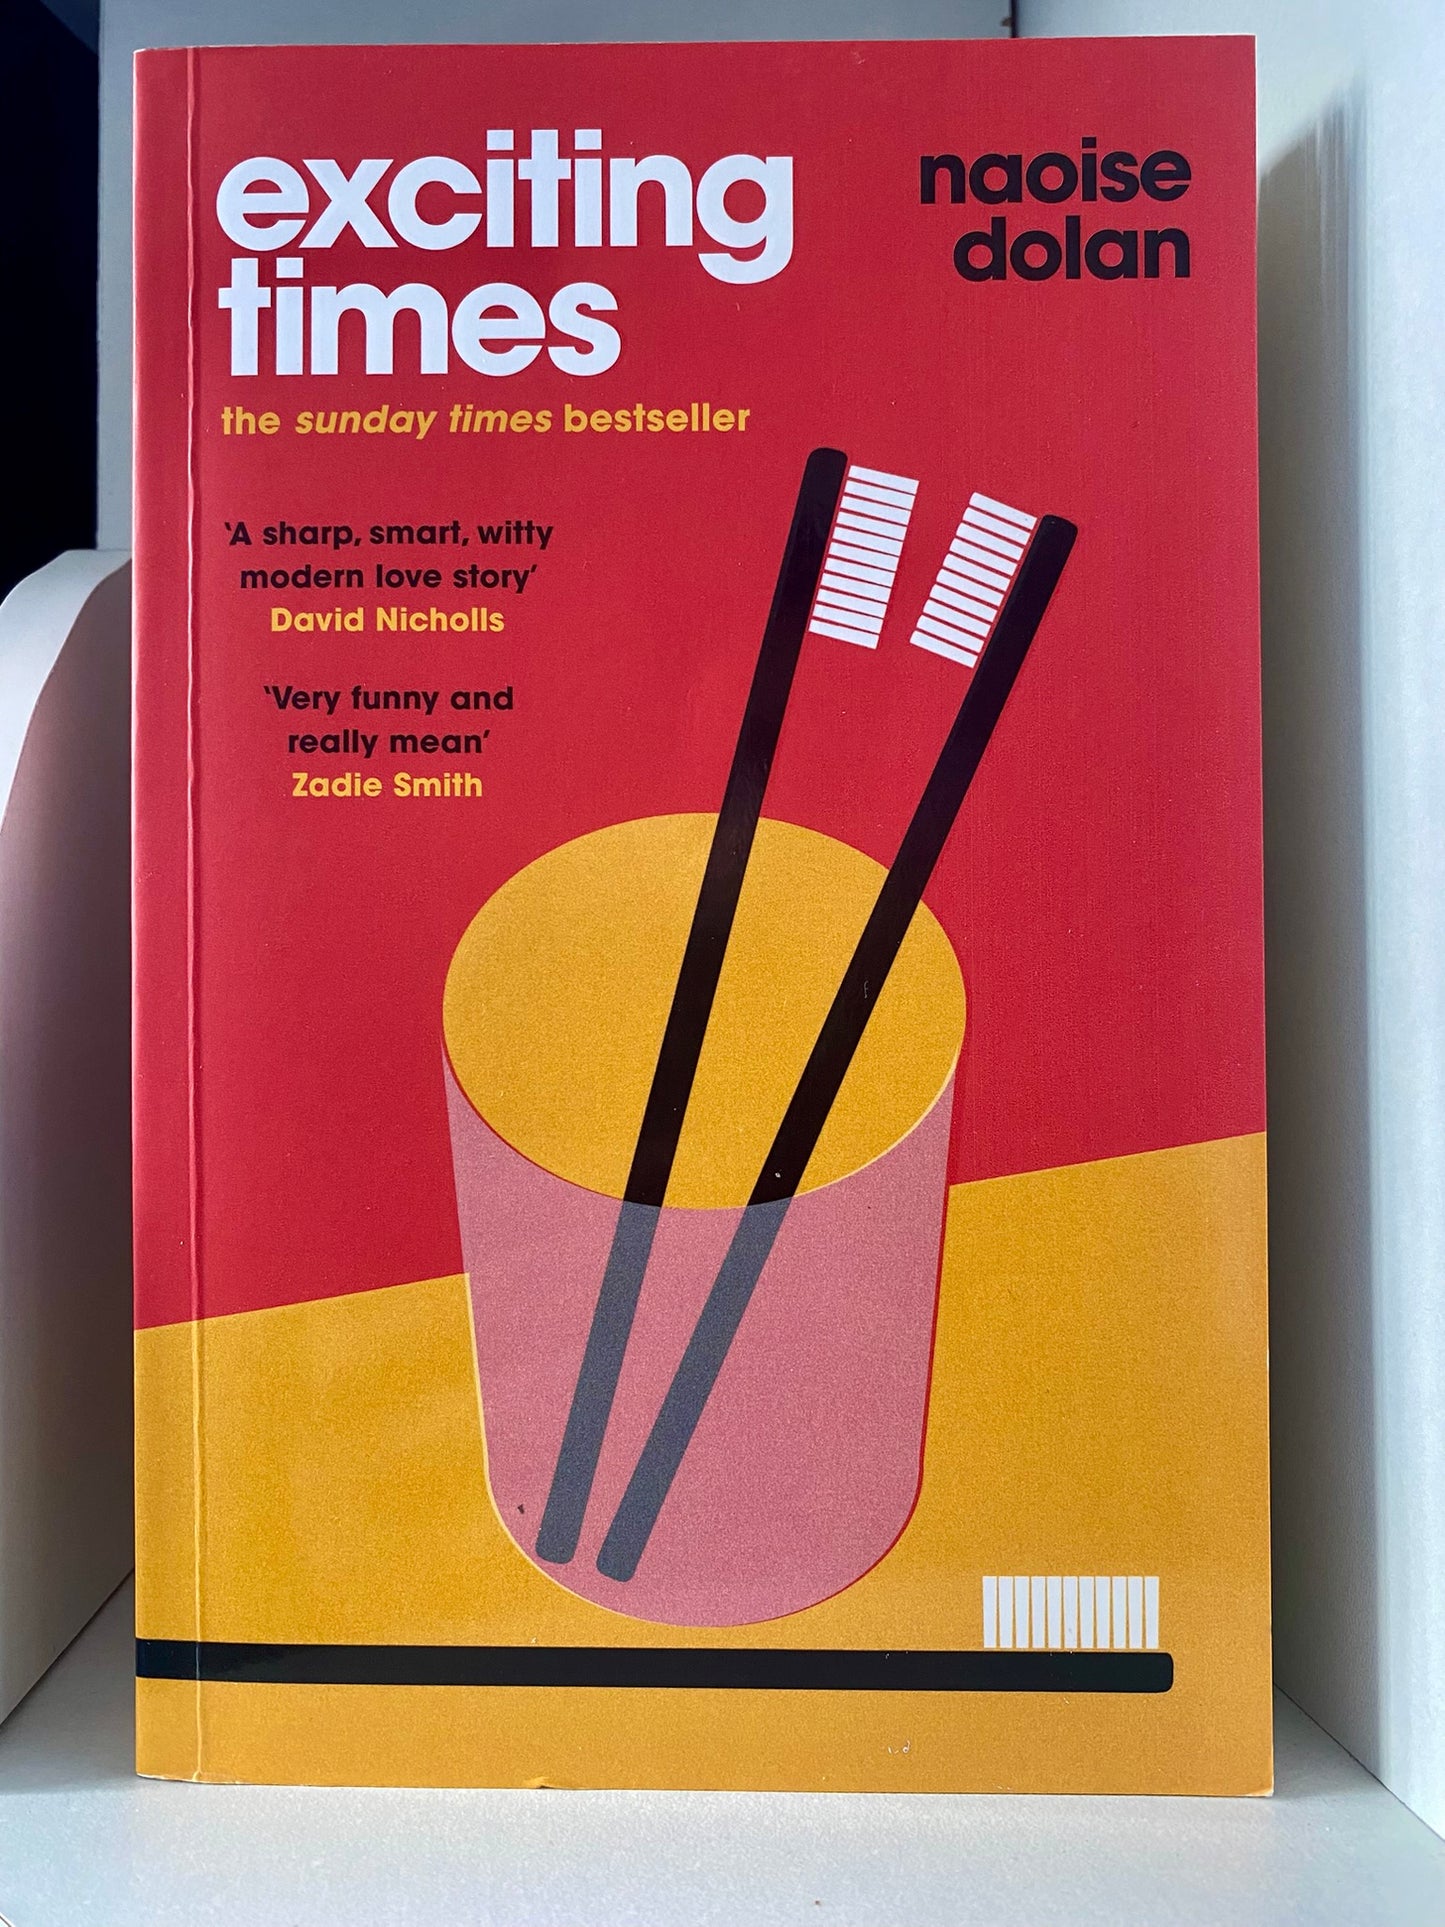 exciting
times
naoise
dolan
the sunday times bestseller
‘A sharp, smart, witty
modern love story’
David Nicholls
‘Very funny and
really mean’
Zadie Smith